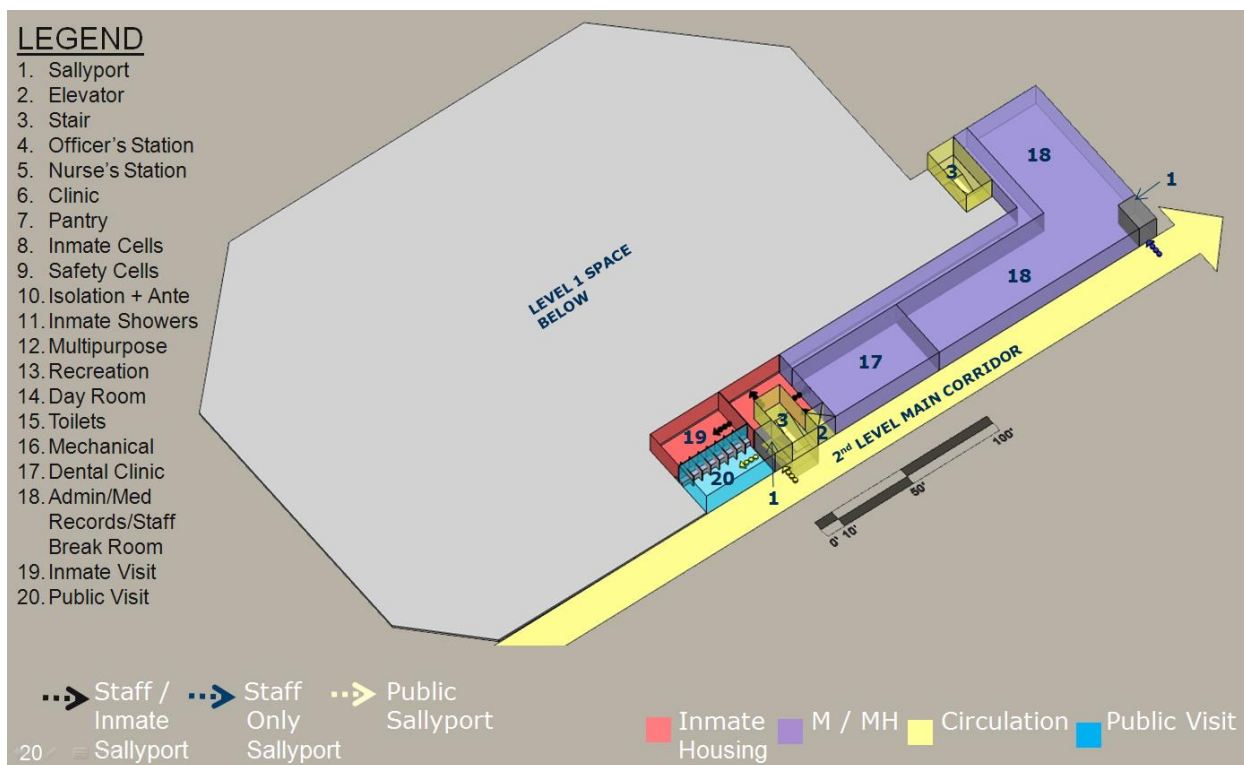 LEGEND
1. Sallyport
2. Elevator
3. Stair
4. Officer's Station
5. Nurse's Station
6. Clinic
7. Pantry
8. Inmate Cells
9. Safety Cells
10. Isolation + Ante
11. Inmate Showers
12. Multipurpose
13. Recreation
14. Day Room
15. Toilets
16. Mechanical
17. Dental Clinic
18. Admin/Med
Records/Staff
Break Room
19. Inmate Visit
20. Public Visit
18
3
1
18
LEVEL 1 SPACE
BELOW
17
3
2
19
20
1
2nd LEVEL MAIN CORRIDOR
0' 10' 50' 100'
Staff /
Inmate
Sallyport
Staff
Only
Sallyport
Public
Sallyport
Inmate
Housing
M / MH
Circulation
Public Visit
20